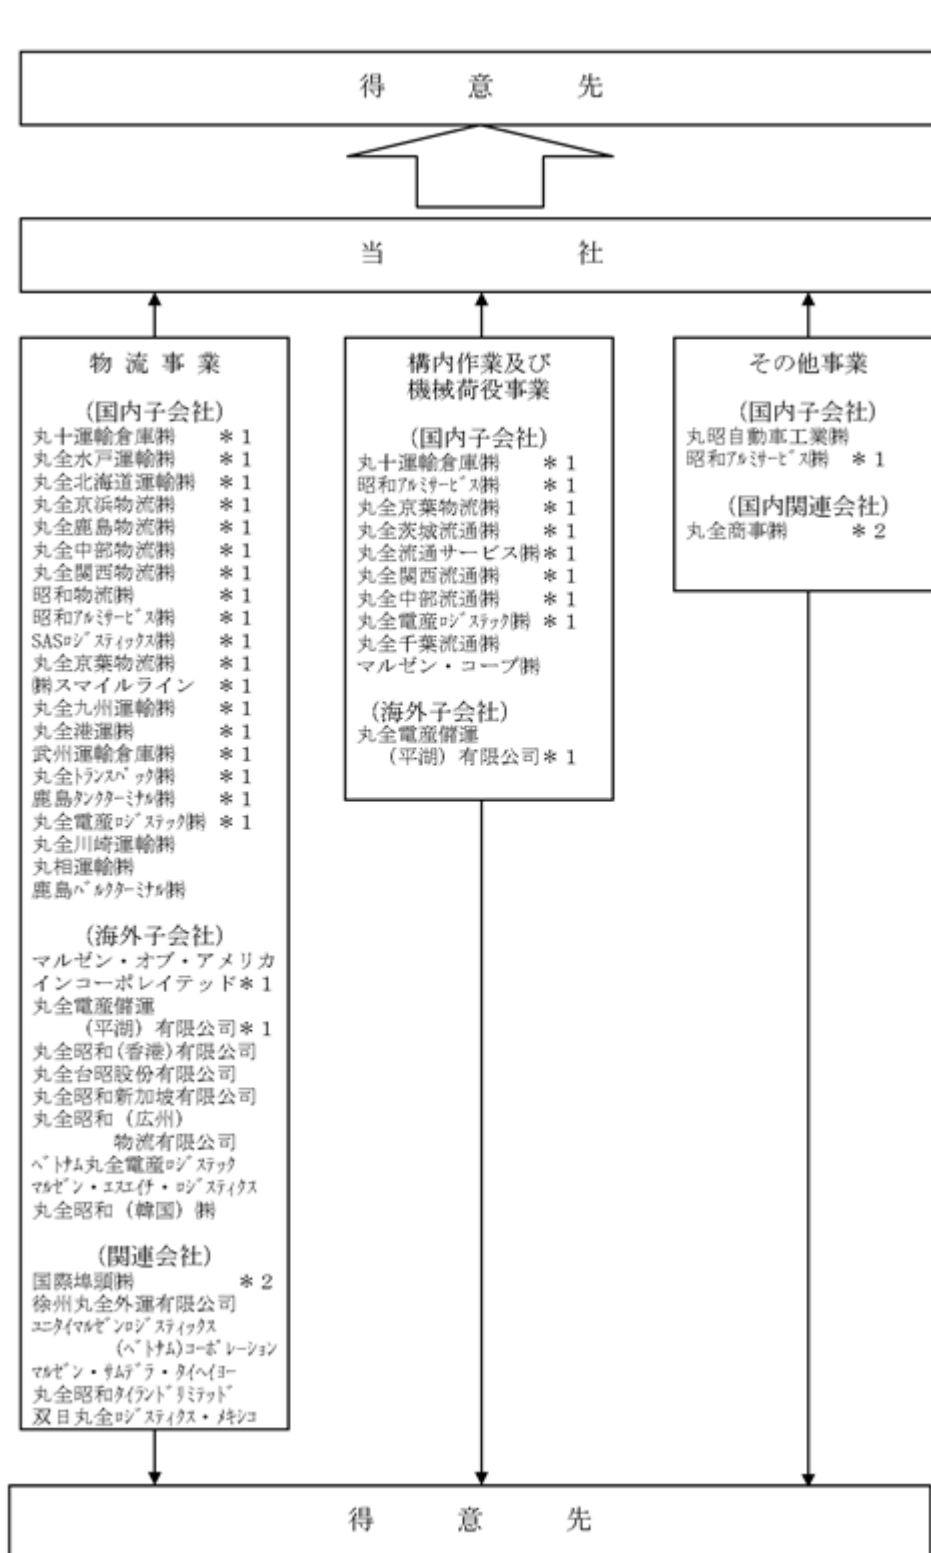 得意先
当社
物流事業
(国内子会社)
丸十運輸倉庫㈱ ＊1
丸全水戸運輸㈱ ＊1
丸全北海道運輸㈱ ＊1
丸全京浜物流㈱ ＊1
丸全鹿島物流㈱ ＊1
丸全中部物流㈱ ＊1
丸全関西物流㈱ ＊1
昭和物流㈱ ＊1
昭和ｱﾙﾐｻｰﾋﾞｽ㈱ ＊1
SASﾛｼﾞｽﾃｨｯｸｽ㈱ ＊1
丸全京葉物流㈱ ＊1
㈱スマイルライン ＊1
丸全九州運輸㈱ ＊1
丸全港運㈱ ＊1
武州運輸倉庫㈱ ＊1
丸全ﾄﾗﾝｽﾊﾟｯｸ㈱ ＊1
鹿島ﾀﾝｸﾀｰﾐﾅﾙ㈱ ＊1
丸全電産ﾛｼﾞｽﾃｯｸ㈱ ＊1
丸全川崎運輸㈱
丸相運輸㈱
鹿島ﾊﾞﾙｸﾀｰﾐﾅﾙ㈱
(海外子会社)
マルゼン・オブ・アメリカ
インコーポレイテッド＊1
丸全電産儲運
(平湖) 有限公司＊1
丸全昭和(香港)有限公司
丸全台昭股份有限公司
丸全昭和新加坡有限公司
丸全昭和 (広州)
物流有限公司
ﾍﾞﾄﾅﾑ丸全電産ﾛｼﾞｽﾃｯｸ
ﾏﾙｾﾞﾝ・ｴｽｴｲﾁ・ﾛｼﾞｽﾃｨｸｽ
丸全昭和 (韓国) ㈱
(関連会社)
国際埠頭㈱ ＊2
徐州丸全外運有限公司
ﾕﾆﾀｲﾏﾙｾﾞﾝﾛｼﾞｽﾃｨｯｸｽ
(ﾍﾞﾄﾅﾑ)ｺｰﾎﾟﾚｰｼｮﾝ
ﾏﾙｾﾞﾝ・ｻﾑﾃﾞﾗ・ﾀｲﾍｲﾖｰ
丸全昭和ﾀｲﾗﾝﾄﾞﾘﾐﾃｯﾄﾞ
双日丸全ﾛｼﾞｽﾃｨｸｽ・ﾒｷｼｺ
構内作業及び
機械荷役事業
(国内子会社)
丸十運輸倉庫㈱ ＊1
昭和ｱﾙﾐｻｰﾋﾞｽ㈱ ＊1
丸全京葉物流㈱ ＊1
丸全茨城流通㈱ ＊1
丸全流通サービス㈱＊1
丸全関西流通㈱ ＊1
丸全中部流通㈱ ＊1
丸全電産ﾛｼﾞｽﾃｯｸ㈱ ＊1
丸全千葉流通㈱
マルゼン・コープ㈱
(海外子会社)
丸全電産儲運
(平湖) 有限公司＊1
その他事業
(国内子会社)
丸昭自動車工業㈱
昭和ｱﾙﾐｻｰﾋﾞｽ㈱ ＊1
(国内関連会社)
丸全商事㈱ ＊2
得意先